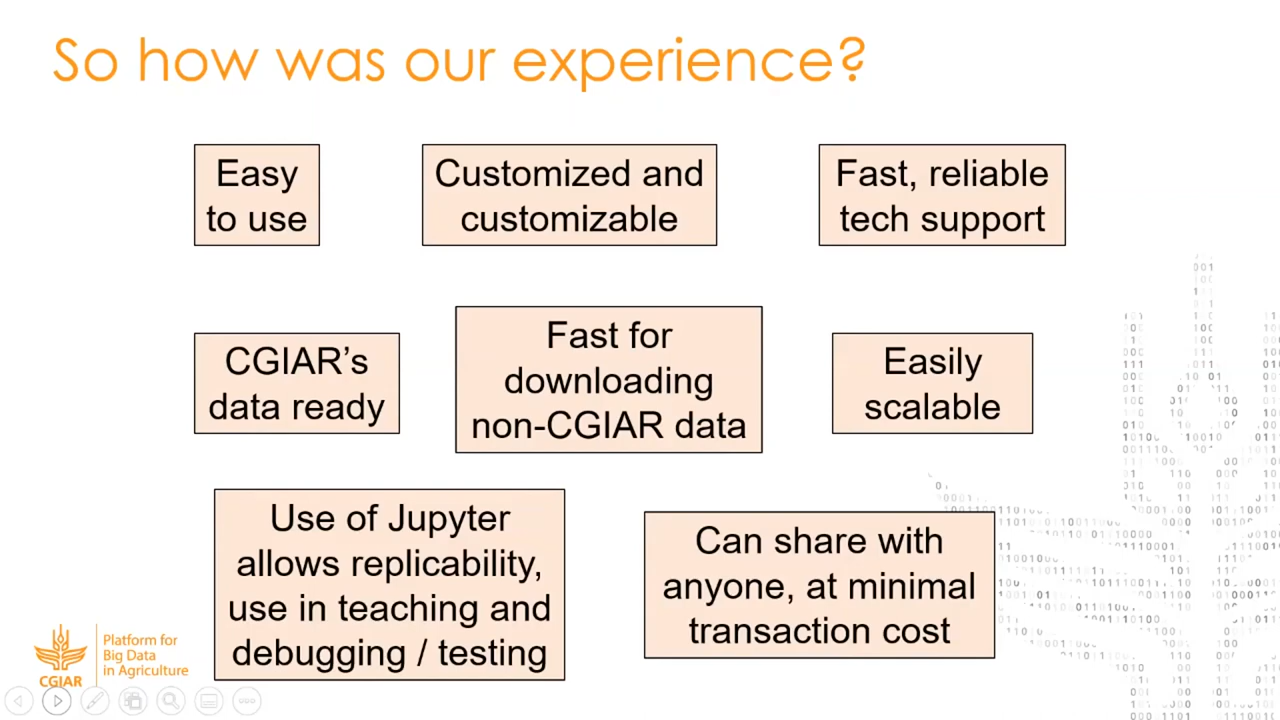 So how was our experience?
Easy
to use
Customized and
customizable
Fast, reliable
tech support
CGIAR’s
data ready
Fast for
downloading
non-CGIAR data
Easily
scalable
Use of Jupyter
allows replicability,
use in teaching and
debugging / testing
Can share with
anyone, at minimal
transaction cost
Platform for
Big Data
in Agriculture
CGIAR